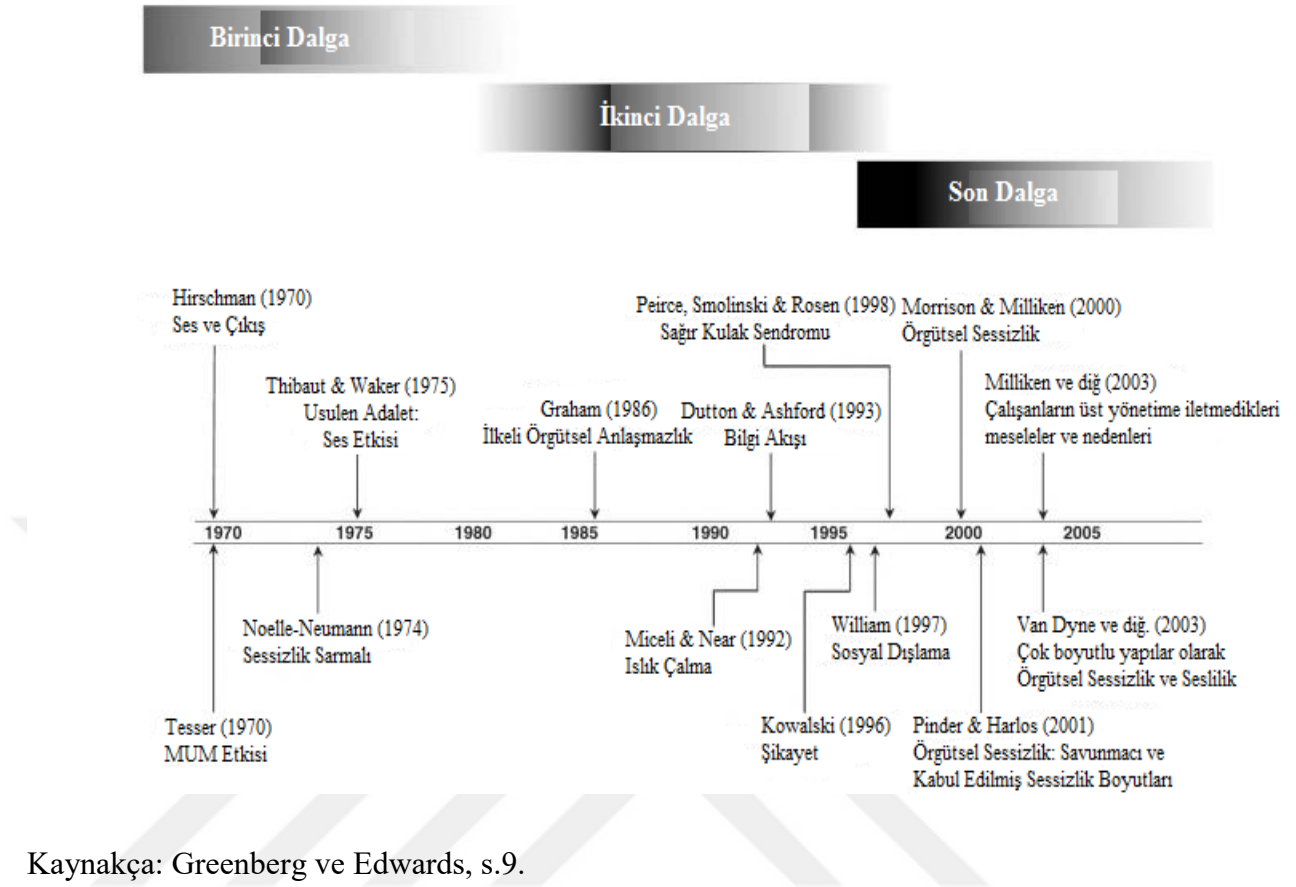 Birinci Dalga
İkinci Dalga
Son Dalga
Hirschman (1970)
Ses ve Çıkış
Thibaut & Waker (1975)
Usulen Adalet:
Ses Etkisi
Graham (1986)
İlkeli Örgütsel Anlaşmazlık
Dutton & Ashford (1993)
Bilgi Akışı
Peirce, Smolinski & Rosen (1998)
Sağır Kulak Sendromu
Morrison & Milliken (2000)
Örgütsel Sessizlik
Milliken ve diğ (2003)
Çalışanların üst yönetime iletmedikleri
meseleler ve nedenleri
1970 1975 1980 1985 1990 1995 2000 2005
Noelle-Neumann (1974)
Sessizlik Sarmalı
Tesser (1970)
MUM Etkisi
Miceli & Near (1992)
Islık Çalma
Kowalski (1996)
Şikayet
William (1997)
Sosyal Dışlama
Pinder & Harlos (2001)
Örgütsel Sessizlik: Savunmacı ve
Kabul Edilmiş Sessizlik Boyutları
Van Dyne ve diğ. (2003)
Çok boyutlu yapılar olarak
Örgütsel Sessizlik ve Seslilik
Kaynakça: Greenberg ve Edwards, s.9.